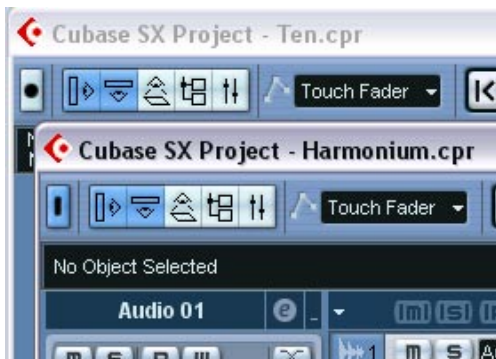 Cubase SX Project - Ten.cpr
Touch Fader
Cubase SX Project - Harmonium.cpr
Touch Fader
No Object Selected
Audio 01 e
m s
1 m s